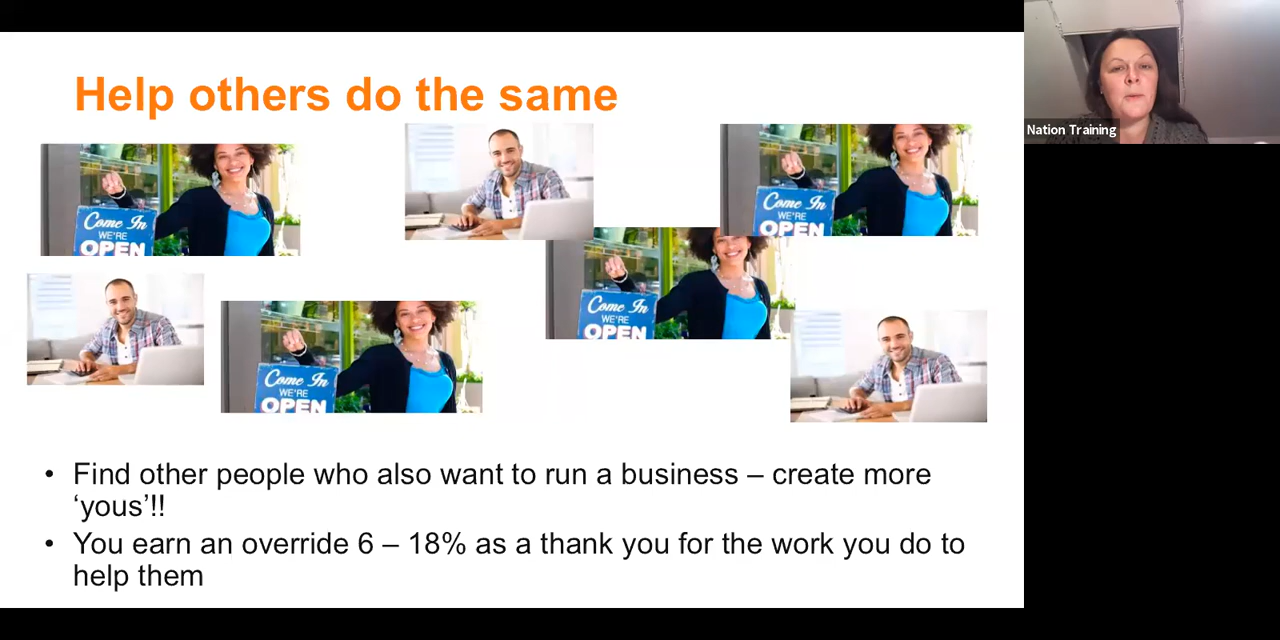 Help others do the same
Nation Training
Come In
WE'RE
OPEN
Come In
WE'RE
OPEN
Come In
WE'RE
OPEN
Come In
WE'RE
OPEN
• Find other people who also want to run a business – create more
‘yous’!!
• You earn an override 6 – 18% as a thank you for the work you do to
help them